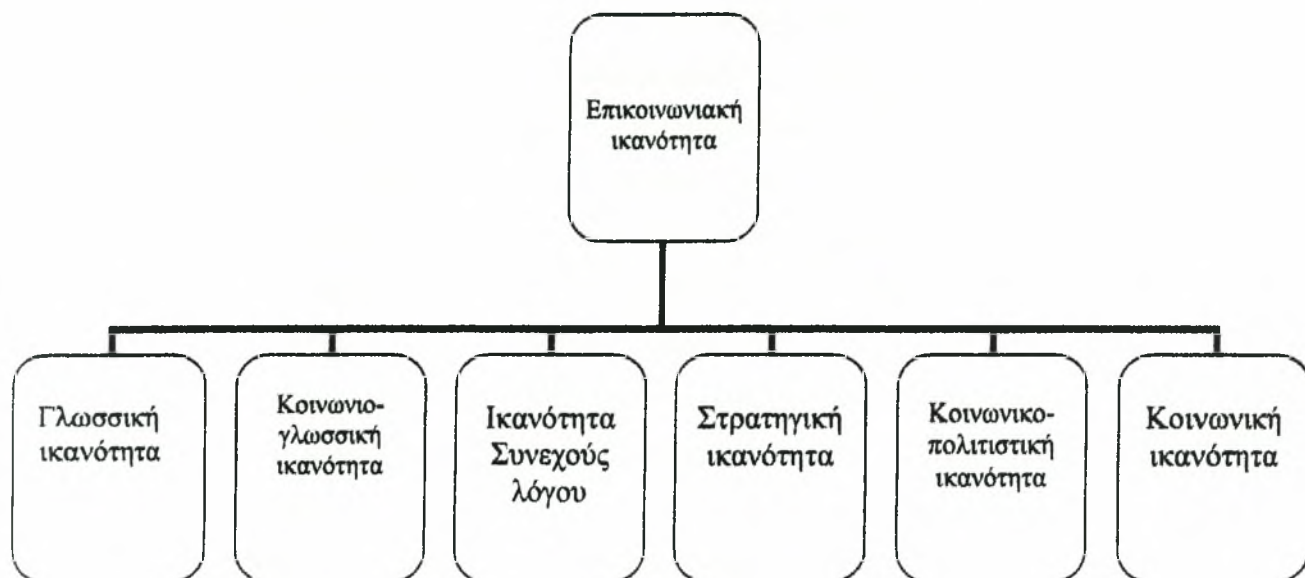 Επικοινωνιακή
ικανότητα
Γλωσσική
ικανότητα
Κοινωνιο-
γλωσσική
ικανότητα
Ικανότητα
Συνεχούς
λόγου
Στρατηγική
ικανότητα
Κοινωνικο-
πολιτιστική
ικανότητα
Κοινωνική
ικανότητα